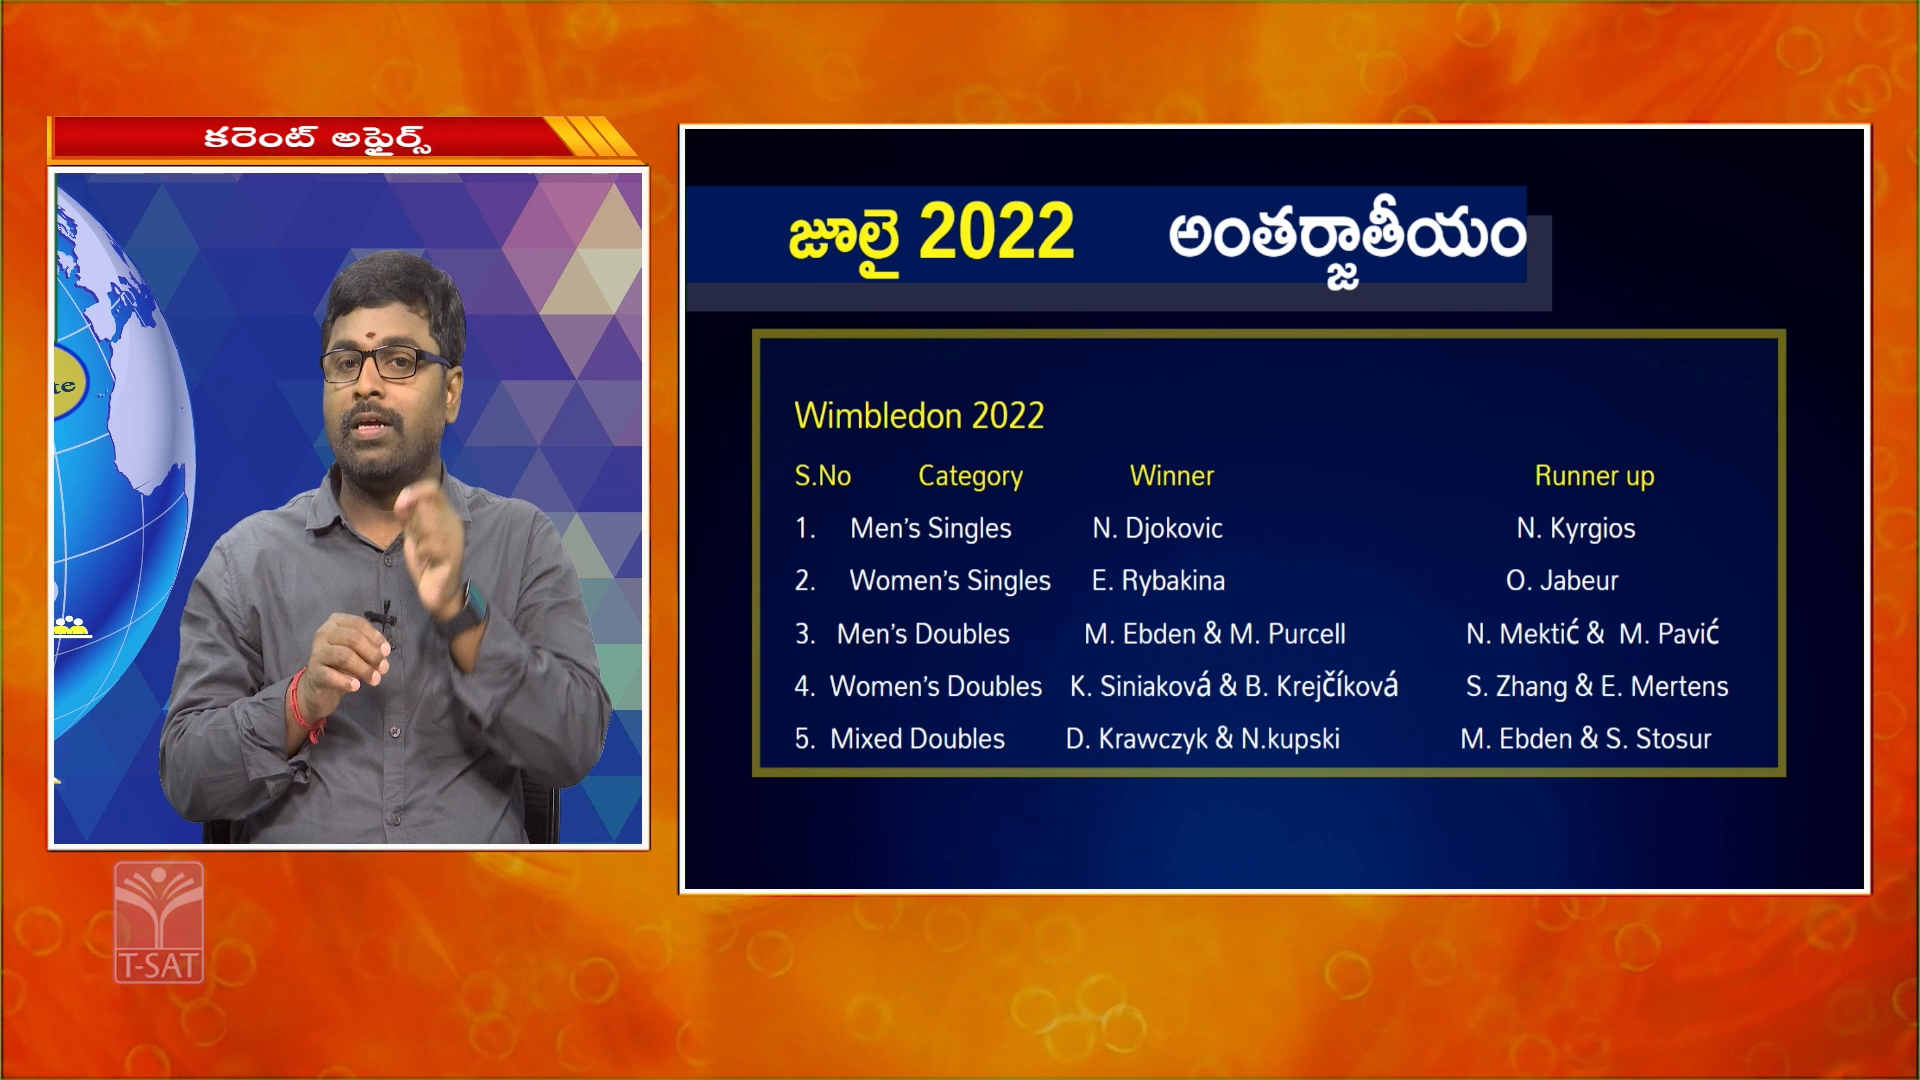 కరెంట్ అఫైర్స్
జూలై 2022 అంతర్జాతీయం
Wimbledon 2022
S.No Category Winner Runner up
1. Men's Singles N. Djokovic N. Kyrgios
2. Women's Singles E. Rybakina O. Jabeur
3. Men's Doubles M. Ebden & M. Purcell N. Mektić & M. Pavić
4. Women's Doubles K. Siniaková & B. Krejčíková S. Zhang & E. Mertens
5. Mixed Doubles D. Krawczyk & N.kupski M. Ebden & S. Stosur
T-SAT